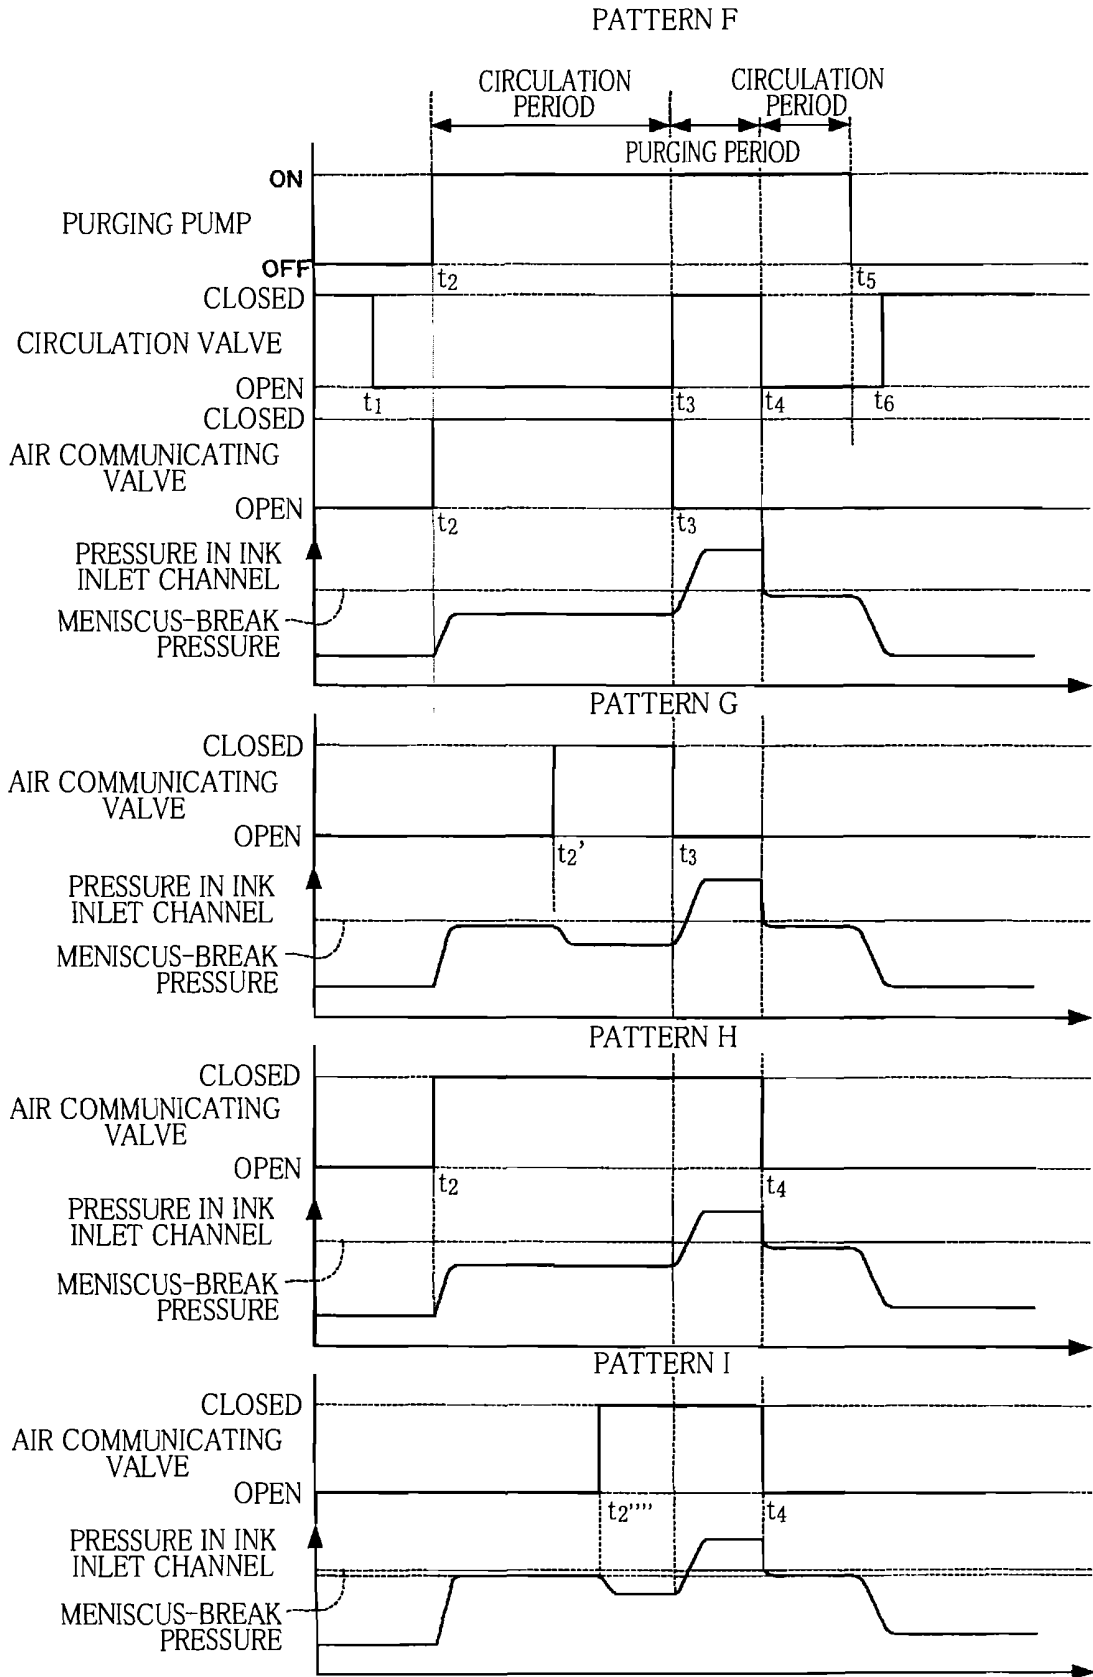 PATTERN F
CIRCULATION
PERIOD
CIRCULATION
PERIOD
PURGING PERIOD
ON
PURGING PUMP
OFF
t2
t5
CLOSED
CIRCULATION VALVE
OPEN
t1
t3
t4
t6
CLOSED
AIR COMMUNICATING
VALVE
OPEN
t2
t3
PRESSURE IN INK
INLET CHANNEL
MENISCUS-BREAK
PRESSURE
PATTERN G
CLOSED
AIR COMMUNICATING
VALVE
OPEN
t2'
t3
PRESSURE IN INK
INLET CHANNEL
MENISCUS-BREAK
PRESSURE
PATTERN H
CLOSED
AIR COMMUNICATING
VALVE
OPEN
t2
t4
PRESSURE IN INK
INLET CHANNEL
MENISCUS-BREAK
PRESSURE
PATTERN I
CLOSED
AIR COMMUNICATING
VALVE
OPEN
t2''''
t4
PRESSURE IN INK
INLET CHANNEL
MENISCUS-BREAK
PRESSURE